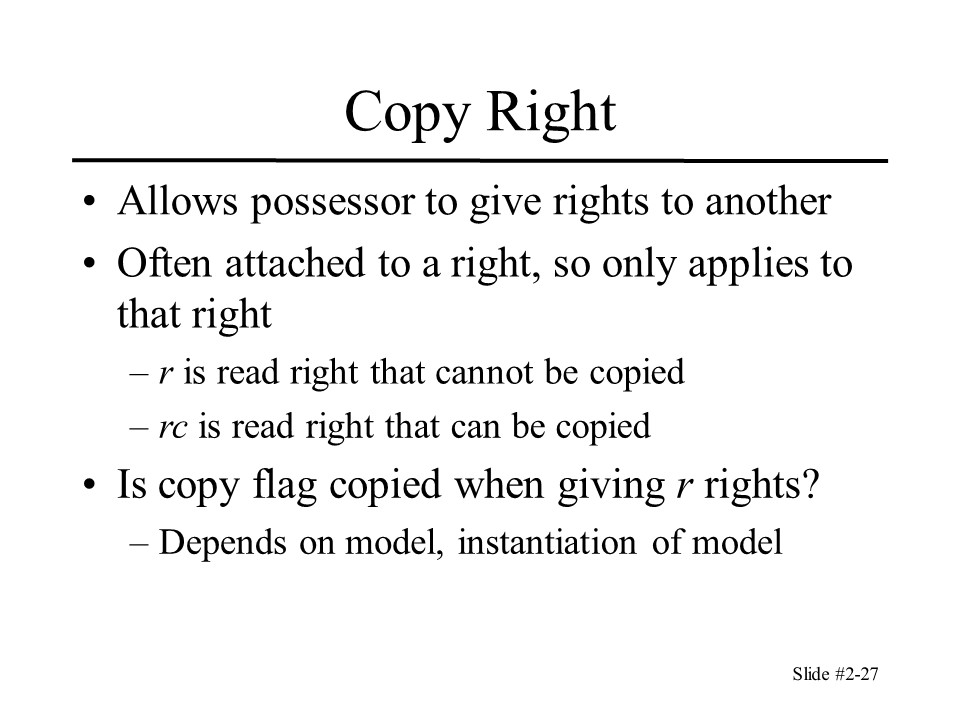 Copy Right
• Allows possessor to give rights to another
• Often attached to a right, so only applies to
that right
– r is read right that cannot be copied
– rc is read right that can be copied
• Is copy flag copied when giving r rights?
– Depends on model, instantiation of model
Slide #2-27